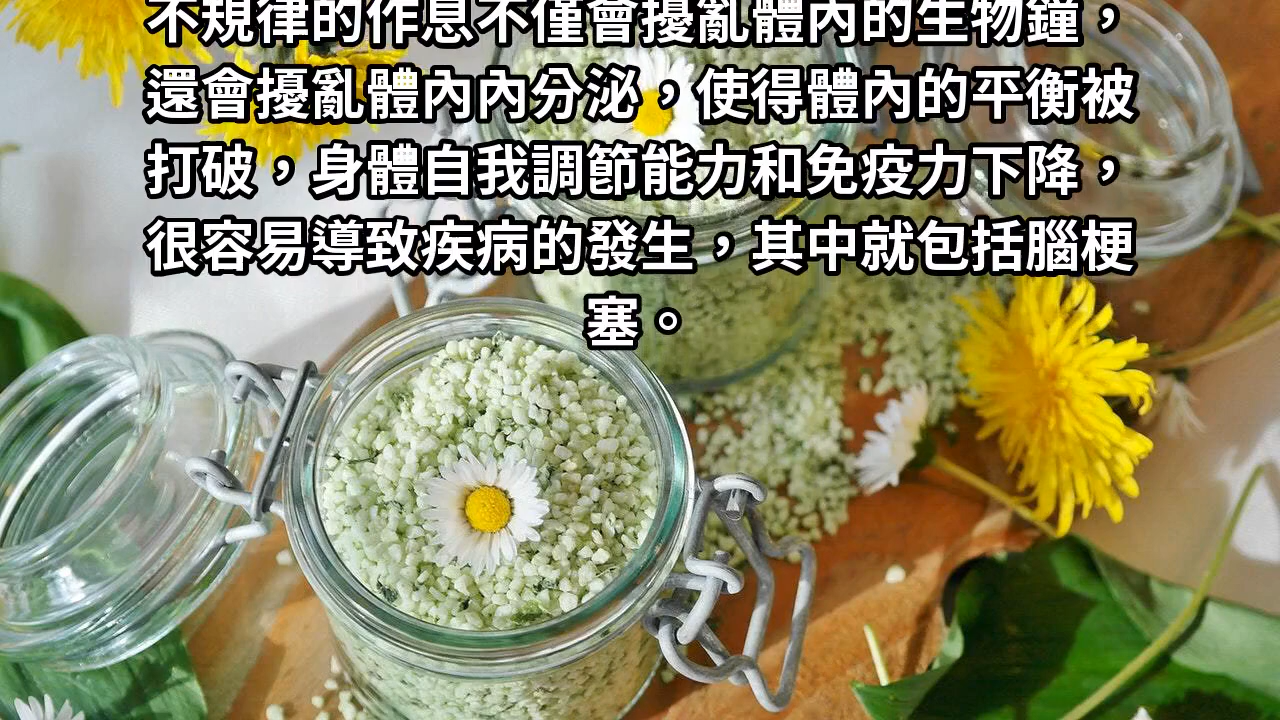 不規律的作息不僅會擾亂體內的生物鐘，
還會擾亂體內內分泌，使得體內的平衡被
打破，身體自我調節能力和免疫力下降，
很容易導致疾病的發生，其中就包括腦梗
塞。